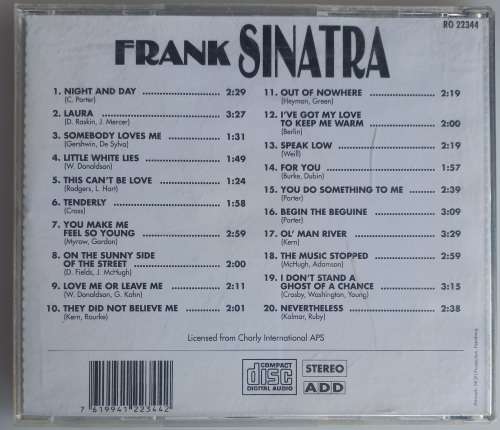 RO 22344
FRANK SINATRA
1. NIGHT AND DAY ........ 2:29
(C. Porter)
2. LAURA ........ 3:27
(D. Raskin, J. Mercer)
3. SOMEBODY LOVES ME ........ 1:31
(Gershwin, De Sylva)
4. LITTLE WHITE LIES ........ 1:49
(W. Donaldson)
5. THIS CAN'T BE LOVE ........ 1:24
(Rodgers, L. Hart)
6. TENDERLY ........ 1:58
(Cross)
7. YOU MAKE ME
FEEL SO YOUNG ........ 2:59
(Myrow, Gordon)
8. ON THE SUNNY SIDE
OF THE STREET ........ 2:00
(D. Fields, J. McHugh)
9. LOVE ME OR LEAVE ME ........ 2:11
(W. Donaldson, G. Kahn)
10. THEY DID NOT BELIEVE ME ........ 2:01
(Kern, Rourke)
11. OUT OF NOWHERE ........ 2:19
(Heyman, Green)
12. I'VE GOT MY LOVE
TO KEEP ME WARM ........ 2:00
(Berlin)
13. SPEAK LOW ........ 2:19
(Weill)
14. FOR YOU ........ 1:57
(Burke, Dubin)
15. YOU DO SOMETHING TO ME ........ 2:39
(Porter)
16. BEGIN THE BEGUINE ........ 3:09
(Porter)
17. OL' MAN RIVER ........ 3:29
(Kern)
18. THE MUSIC STOPPED ........ 2:59
(McHugh, Adamson)
19. I DON'T STAND A
GHOST OF A CHANCE ........ 3:15
(Crosby, Washington, Young)
20. NEVERTHELESS ........ 2:38
(Kalmar, Ruby)
Licensed from Charly International APS
COMPACT
disc
DIGITAL AUDIO
STEREO
ADD
7 619941 223442